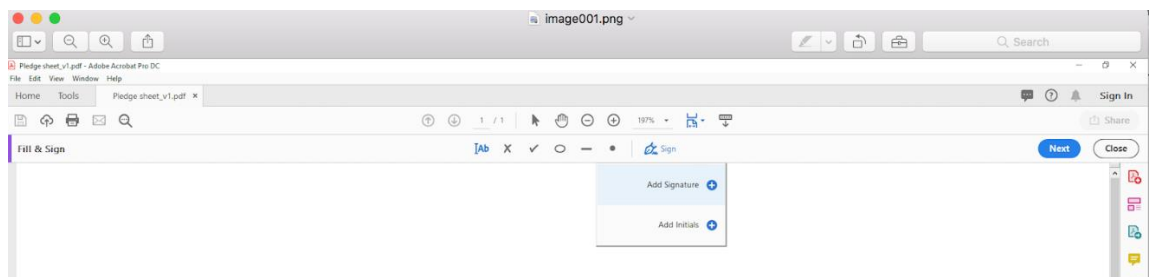 image001.png
Search
Pledge sheet_v1.pdf - Adobe Acrobat Pro DC
File Edit View Window Help
Home Tools Pledge sheet_v1.pdf × Sign In
1 / 1 197% Share
Fill & Sign IAb Sign Next Close
Add Signature
Add Initials